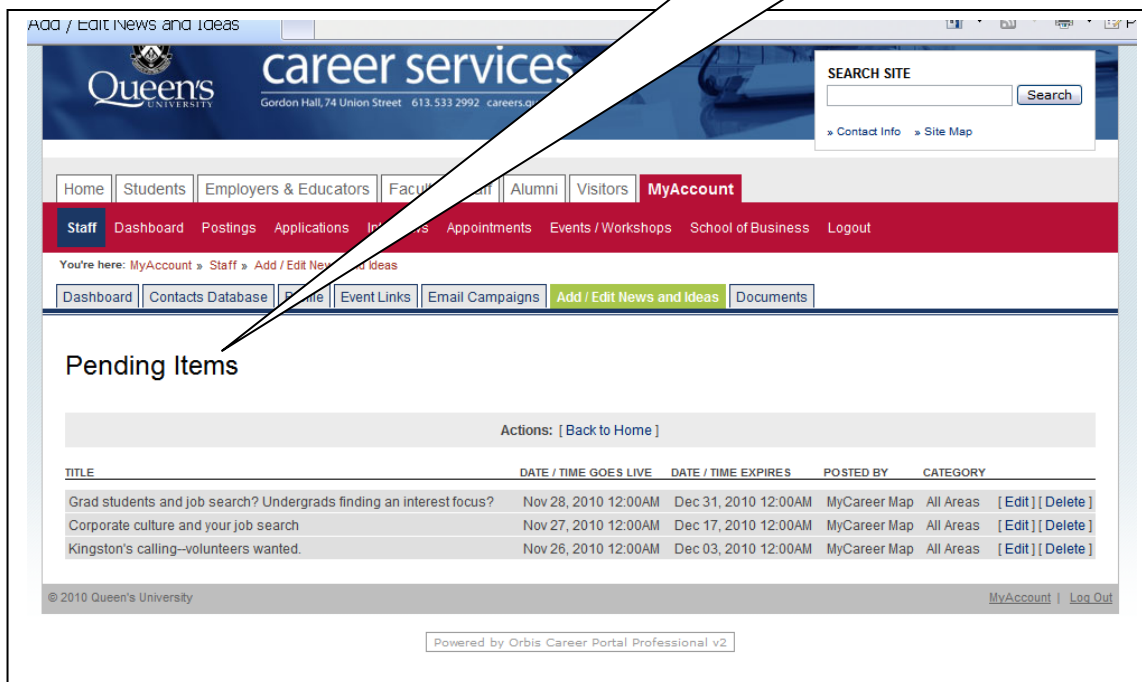 Add / Edit News and Ideas
Queen's
UNIVERSITY
career services
Gordon Hall, 74 Union Street 613.533 2992
SEARCH SITE
Search
» Contact Info » Site Map
Home Students Employers & Educators Alumni Visitors MyAccount
Staff Dashboard Postings Applications Appointments Events / Workshops School of Business Logout
You're here: MyAccount » Staff » Add / Edit News and Ideas
Dashboard Contacts Database Profile Event Links Email Campaigns Add / Edit News and Ideas Documents
Pending Items
Actions: [ Back to Home ]
TITLE DATE / TIME GOES LIVE DATE / TIME EXPIRES POSTED BY CATEGORY
Grad students and job search? Undergrads finding an interest focus? Nov 28, 2010 12:00AM Dec 31, 2010 12:00AM MyCareer Map All Areas [ Edit ] [ Delete ]
Corporate culture and your job search Nov 27, 2010 12:00AM Dec 17, 2010 12:00AM MyCareer Map All Areas [ Edit ] [ Delete ]
Kingston's calling--volunteers wanted. Nov 26, 2010 12:00AM Dec 03, 2010 12:00AM MyCareer Map All Areas [ Edit ] [ Delete ]
© 2010 Queen's University MyAccount | Log Out
Powered by Orbis Career Portal Professional v2